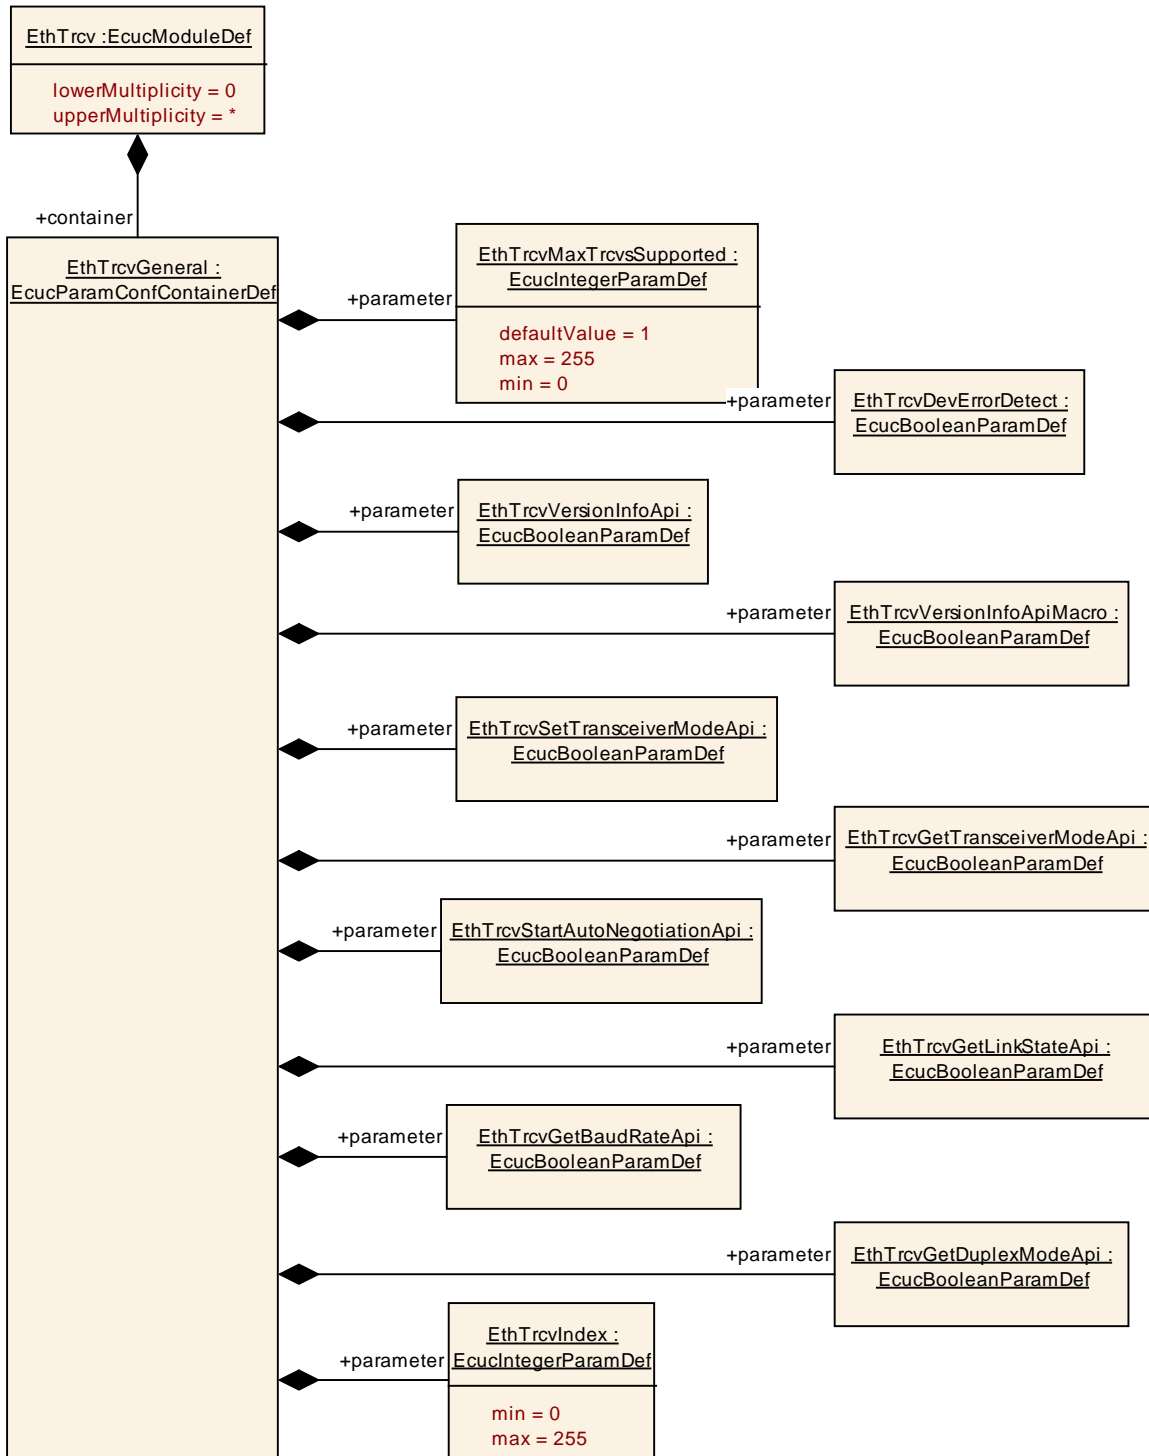 EthTrcv :EcucModuleDef
lowerMultiplicity = 0
upperMultiplicity = *
+container
EthTrcvGeneral :
EcucParamConfContainerDef
+parameter
EthTrcvMaxTrcvsSupported :
EcucIntegerParamDef
defaultValue = 1
max = 255
min = 0
+parameter
EthTrcvDevErrorDetect :
EcucBooleanParamDef
+parameter
EthTrcvVersionInfoApi :
EcucBooleanParamDef
+parameter
EthTrcvVersionInfoApiMacro :
EcucBooleanParamDef
+parameter
EthTrcvSetTransceiverModeApi :
EcucBooleanParamDef
+parameter
EthTrcvGetTransceiverModeApi :
EcucBooleanParamDef
+parameter
EthTrcvStartAutoNegotiationApi :
EcucBooleanParamDef
+parameter
EthTrcvGetLinkStateApi :
EcucBooleanParamDef
+parameter
EthTrcvGetBaudRateApi :
EcucBooleanParamDef
+parameter
EthTrcvGetDuplexModeApi :
EcucBooleanParamDef
+parameter
EthTrcvIndex :
EcucIntegerParamDef
min = 0
max = 255